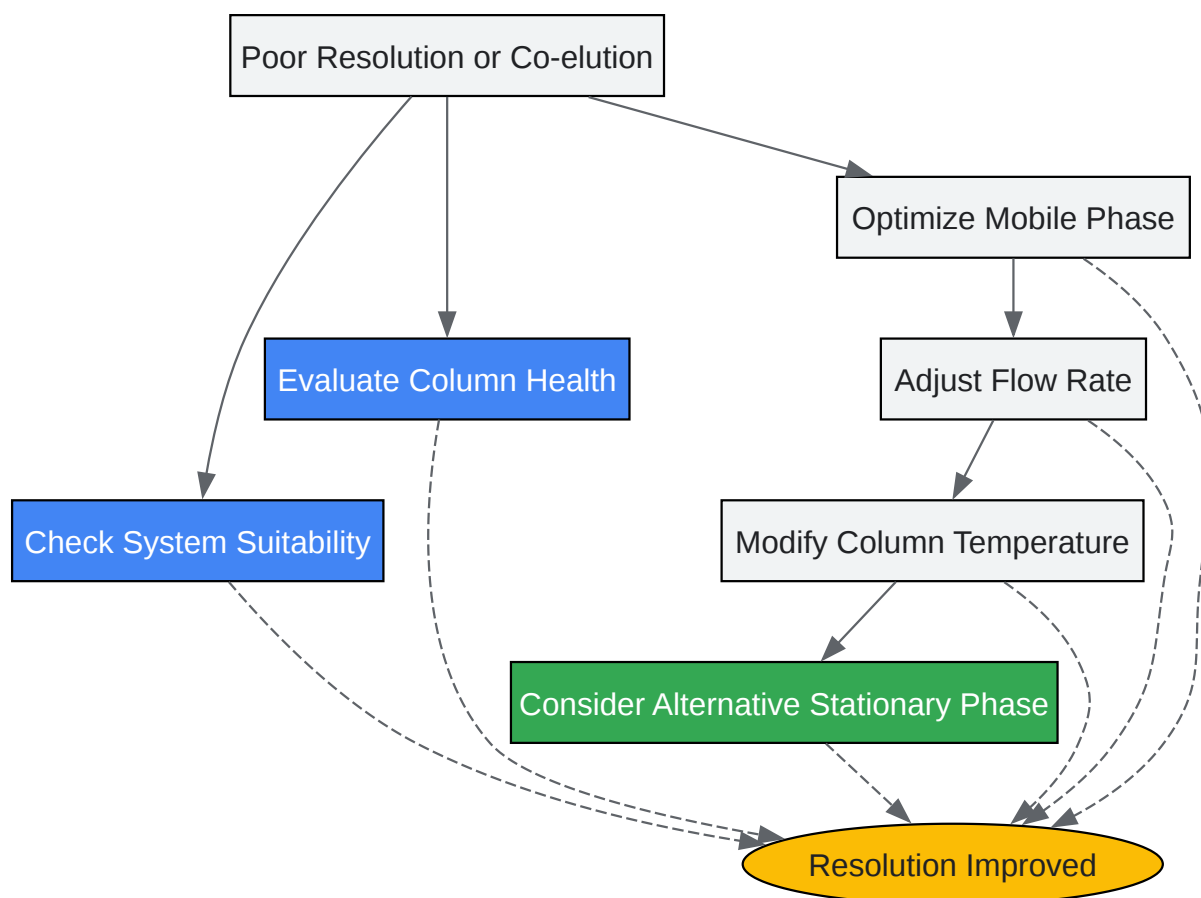 Poor Resolution or Co-elution
Optimize Mobile Phase
Evaluate Column Health
Adjust Flow Rate
Check System Suitability
Modify Column Temperature
Consider Alternative Stationary Phase
Resolution Improved